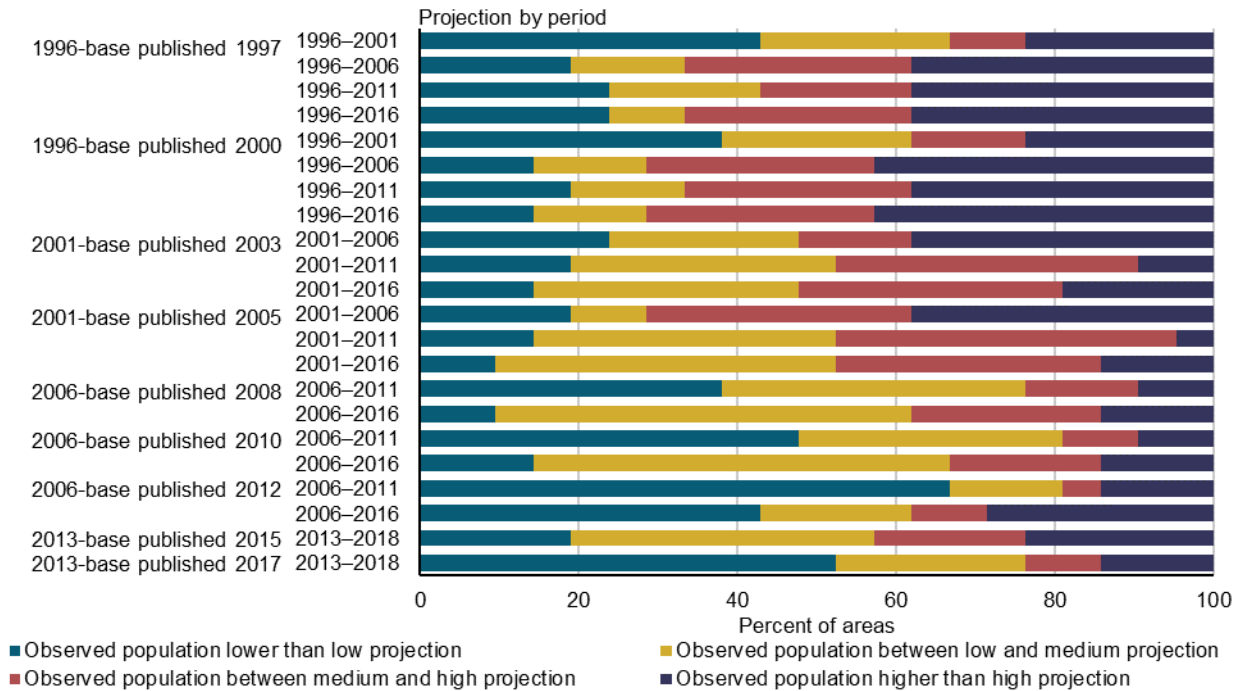 Projection by period
1996-base published 1997 1996–2001
1996–2006
1996–2011
1996–2016
1996-base published 2000 1996–2001
1996–2006
1996–2011
1996–2016
2001-base published 2003 2001–2006
2001–2011
2001–2016
2001-base published 2005 2001–2006
2001–2011
2001–2016
2006-base published 2008 2006–2011
2006–2016
2006-base published 2010 2006–2011
2006–2016
2006-base published 2012 2006–2011
2006–2016
2013-base published 2015 2013–2018
2013-base published 2017 2013–2018
0 20 40 60 80 100
Percent of areas
Observed population lower than low projection Observed population between low and medium projection
Observed population between medium and high projection Observed population higher than high projection